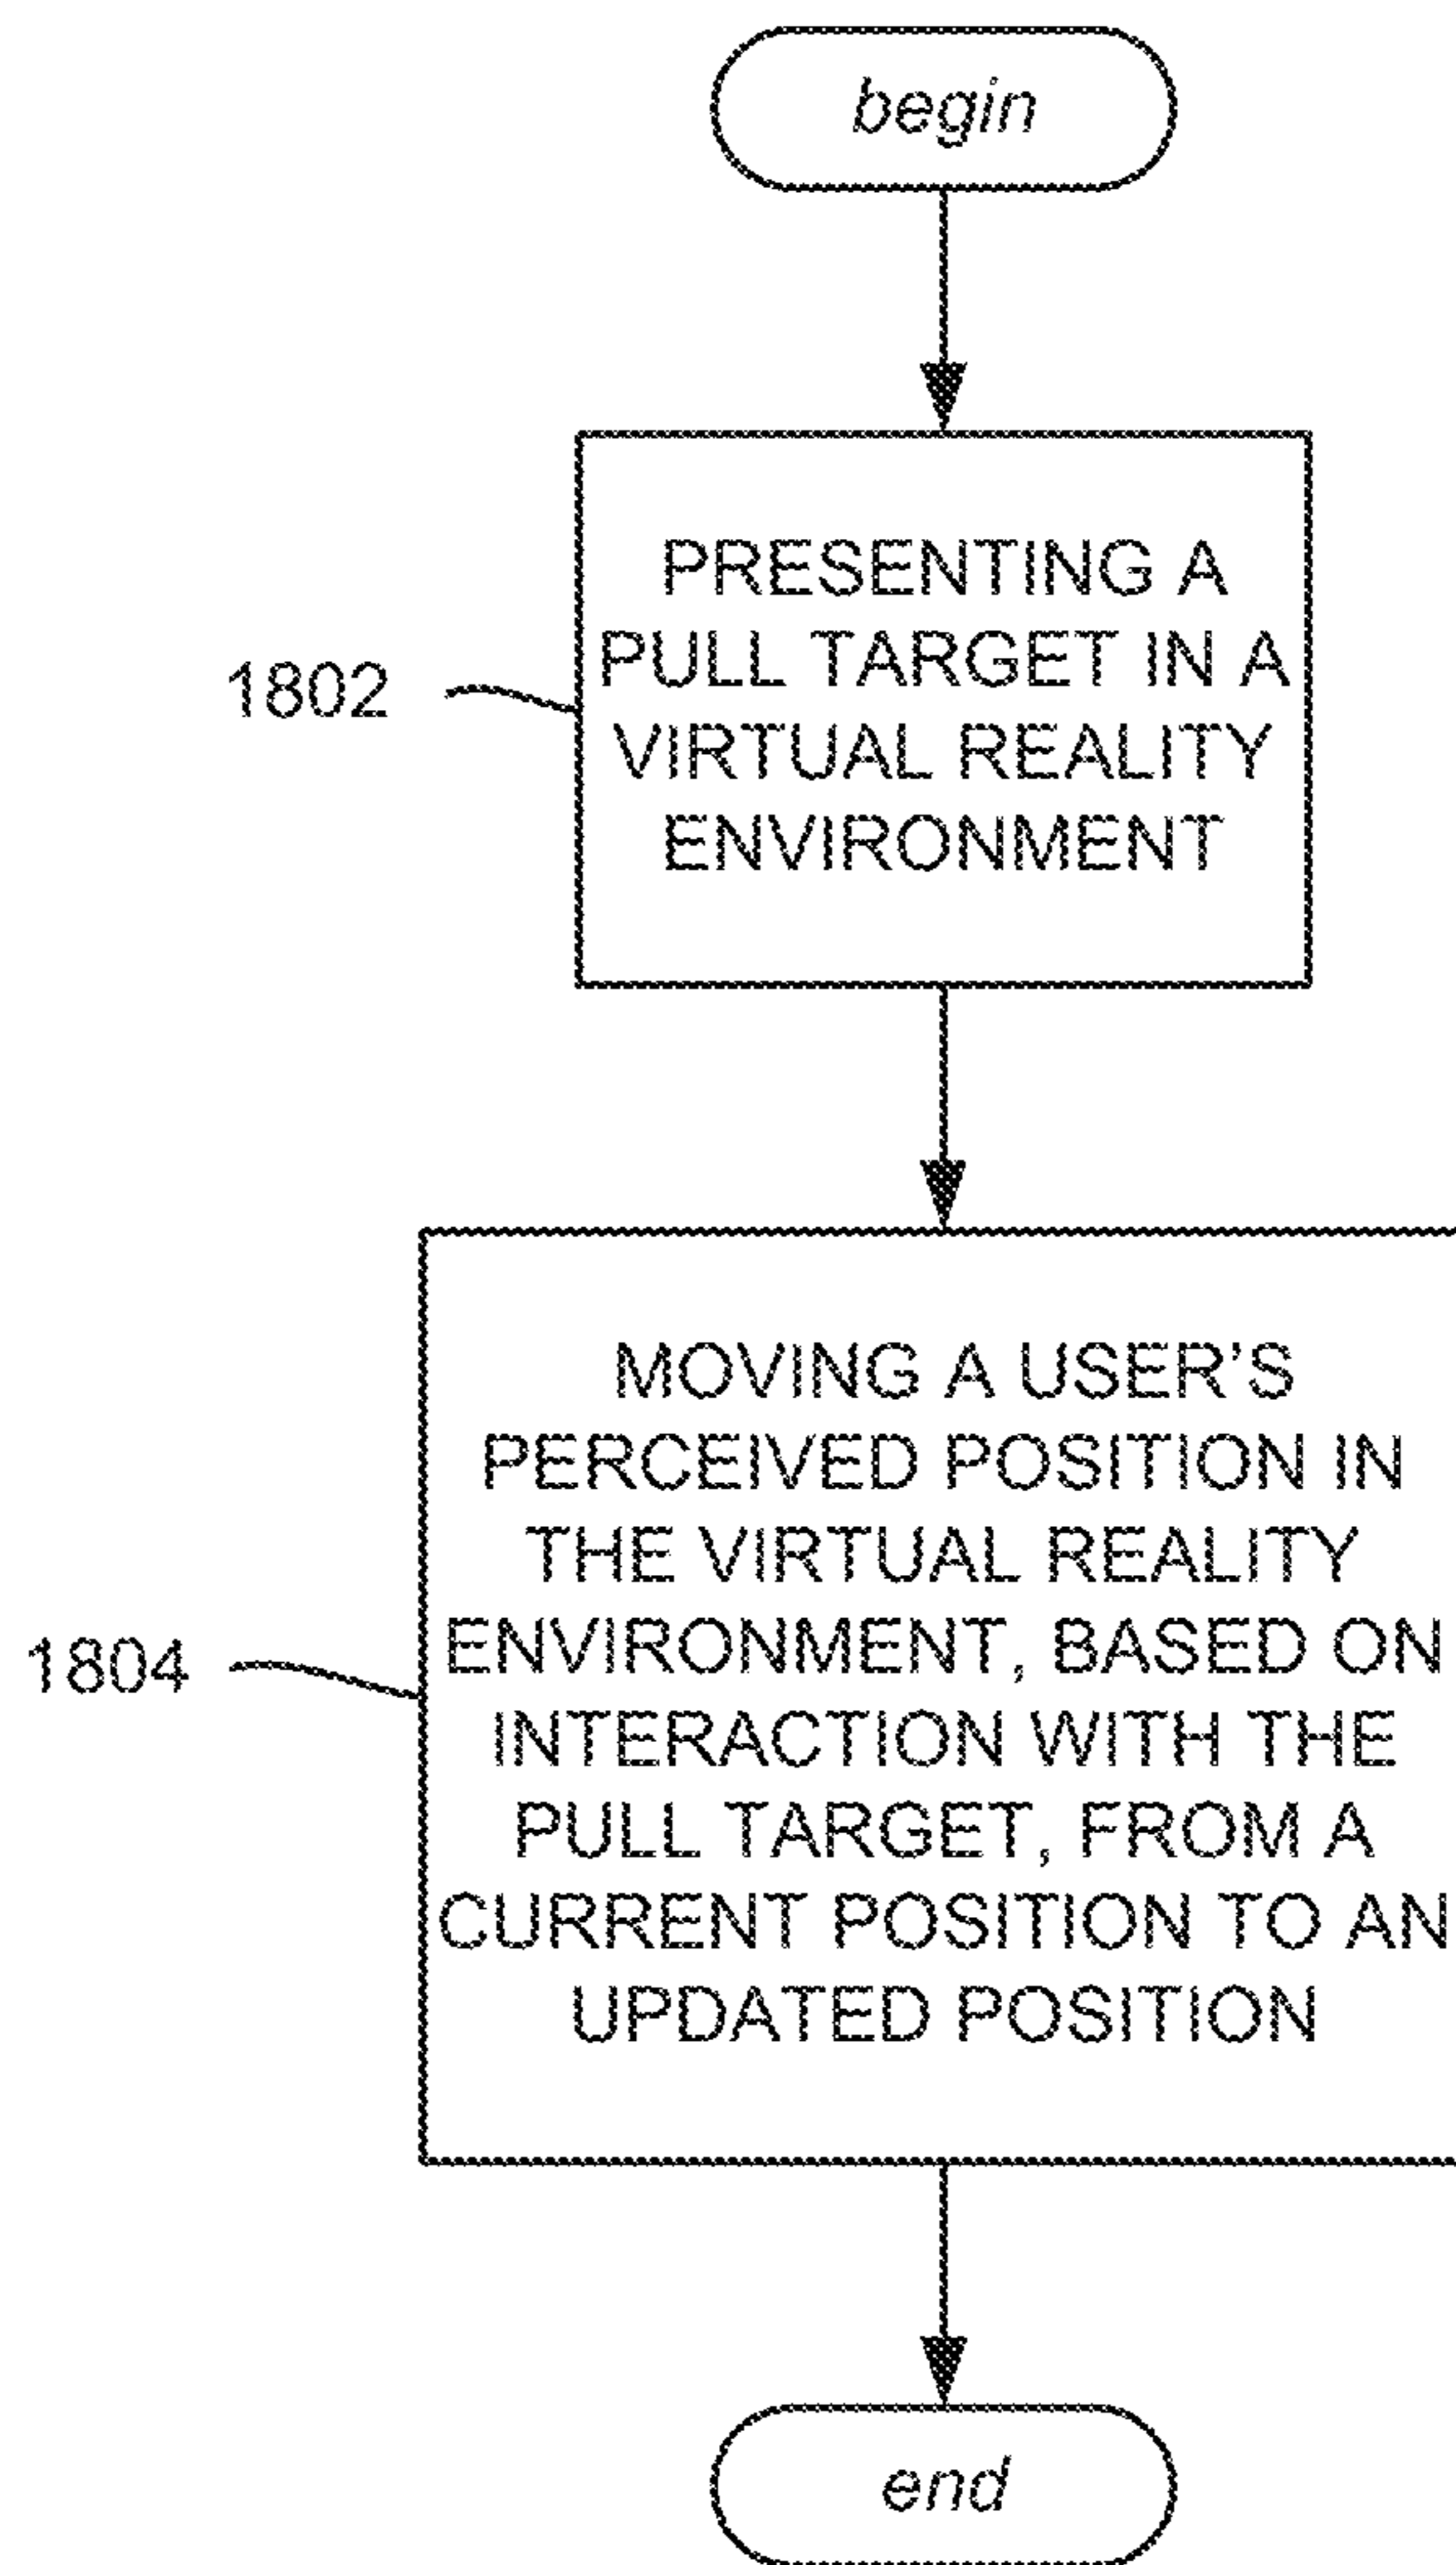 begin
PRESENTING A
PULL TARGET IN A
VIRTUAL REALITY
ENVIRONMENT
1802
MOVING A USER’S
PERCEIVED POSITION IN
THE VIRTUAL REALITY
ENVIRONMENT, BASED ON
INTERACTION WITH THE
PULL TARGET, FROM A
CURRENT POSITION TO AN
UPDATED POSITION
1804
end